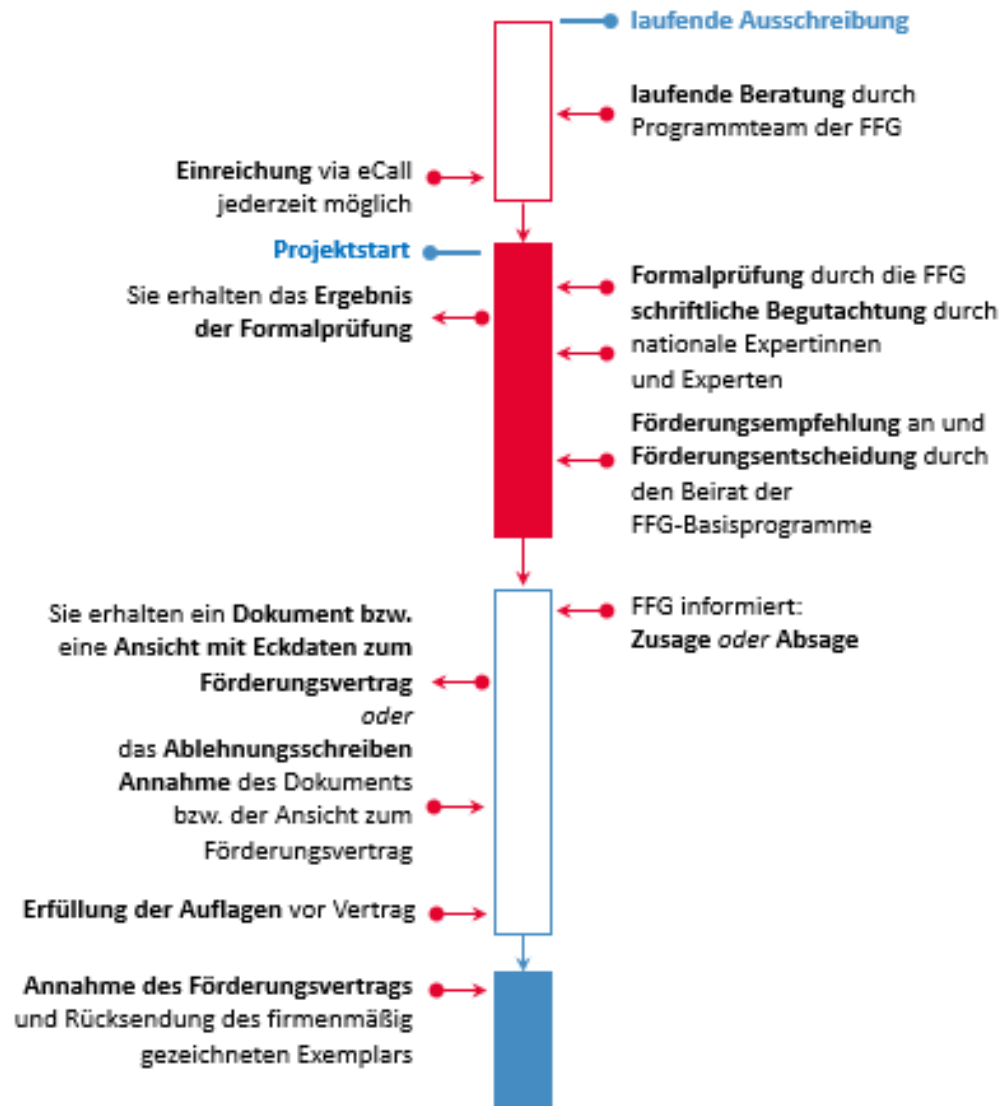 laufende Ausschreibung
laufende Beratung durch
Programmteam der FFG
Einreichung via eCall
jederzeit möglich
Projektstart
Sie erhalten das Ergebnis
der Formalprüfung
Formalprüfung durch die FFG
schriftliche Begutachtung durch
nationale Expertinnen
und Experten
Förderungsempfehlung an und
Förderungsentscheidung durch
den Beirat der
FFG-Basisprogramme
FFG informiert:
Zusage oder Absage
Sie erhalten ein Dokument bzw.
eine Ansicht mit Eckdaten zum
Förderungsvertrag
oder
das Ablehnungsschreiben
Annahme des Dokuments
bzw. der Ansicht zum
Förderungsvertrag
Erfüllung der Auflagen vor Vertrag
Annahme des Förderungsvertrags
und Rücksendung des firmenmäßig
gezeichneten Exemplars